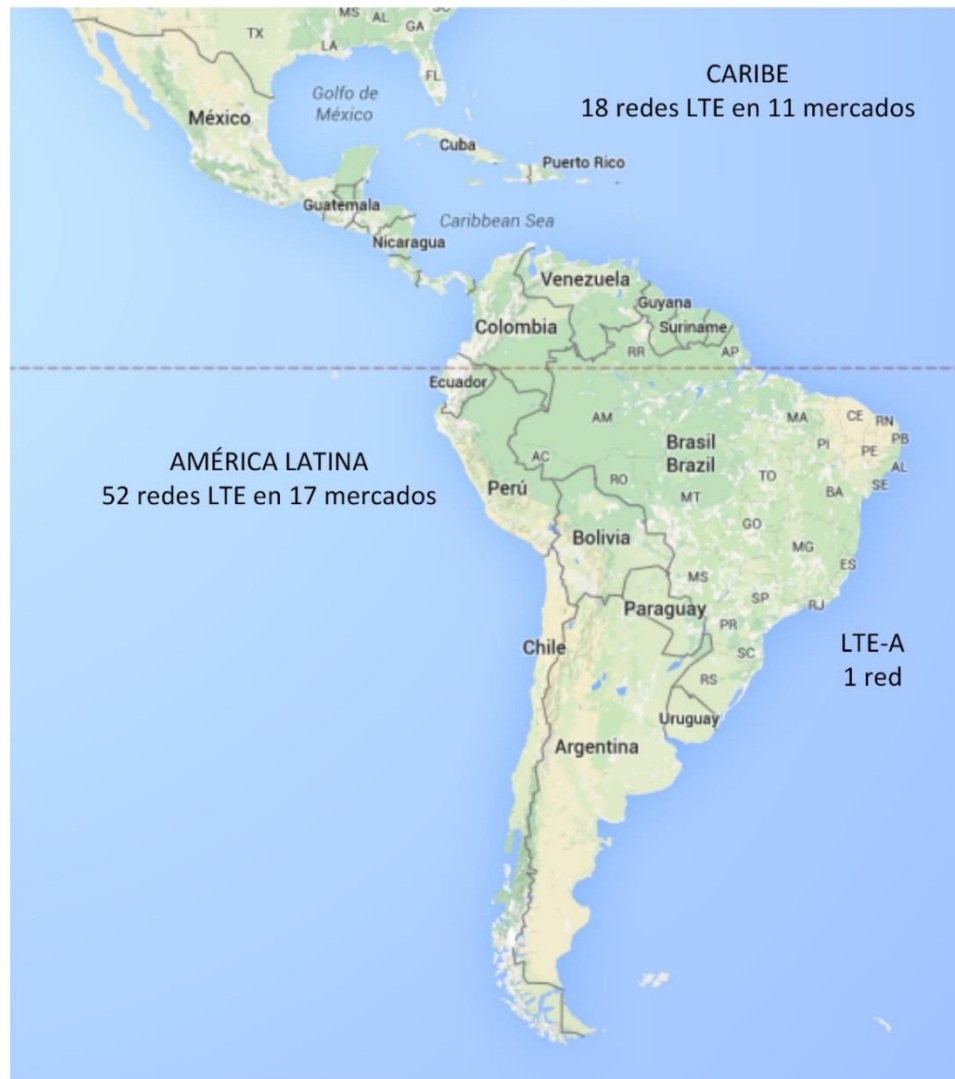 MS
AL
SC
TX
GA
LA
FL
CARIBE
18 redes LTE en 11 mercados
Golfo de
México
México
Cuba
Puerto Rico
Guatemala
Caribbean Sea
Nicaragua
Venezuela
Guyana
Colombia
Suriname
RR
AP
Ecuador
AM
MA
CE
RN
PB
PI
PE
AL
Brasil
Brazil
AMÉRICA LATINA
52 redes LTE en 17 mercados
AC
RO
TO
SE
BA
Perú
MT
GO
Bolivia
MG
ES
MS
SP
RJ
Paraguay
PR
Chile
SC
LTE-A
1 red
RS
Uruguay
Argentina